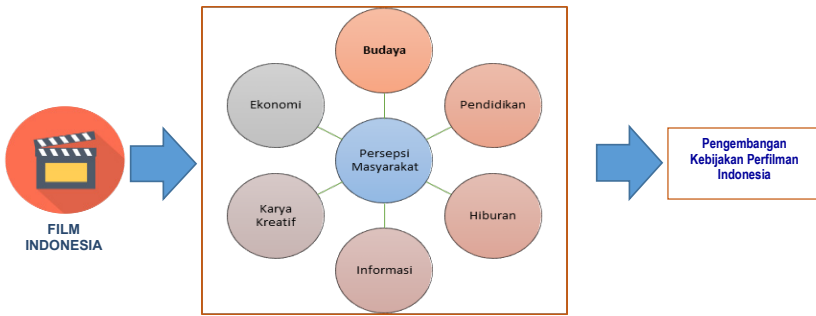 FILM
INDONESIA
Budaya
Pendidikan
Hiburan
Informasi
Karya
Kreatif
Ekonomi
Persepsi
Masyarakat
Pengembangan
Kebijakan Perfilman
Indonesia